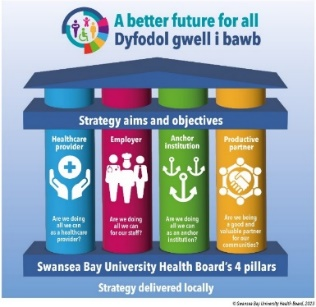 A better future for all
Dyfodol gwell i bawb
Strategy aims and objectives
Healthcare
provider
Are we doing
all we can
as a healthcare
provider?
Employer
Are we doing
all we can
for our staff?
Anchor
institution
Are we doing
all we can
as an anchor
institution?
Productive
partner
Are we being
a good and
valuable partner
for our
communities?
Swansea Bay University Health Board's 4 pillars
Strategy delivered locally
© Swansea Bay University Health Board, 2023